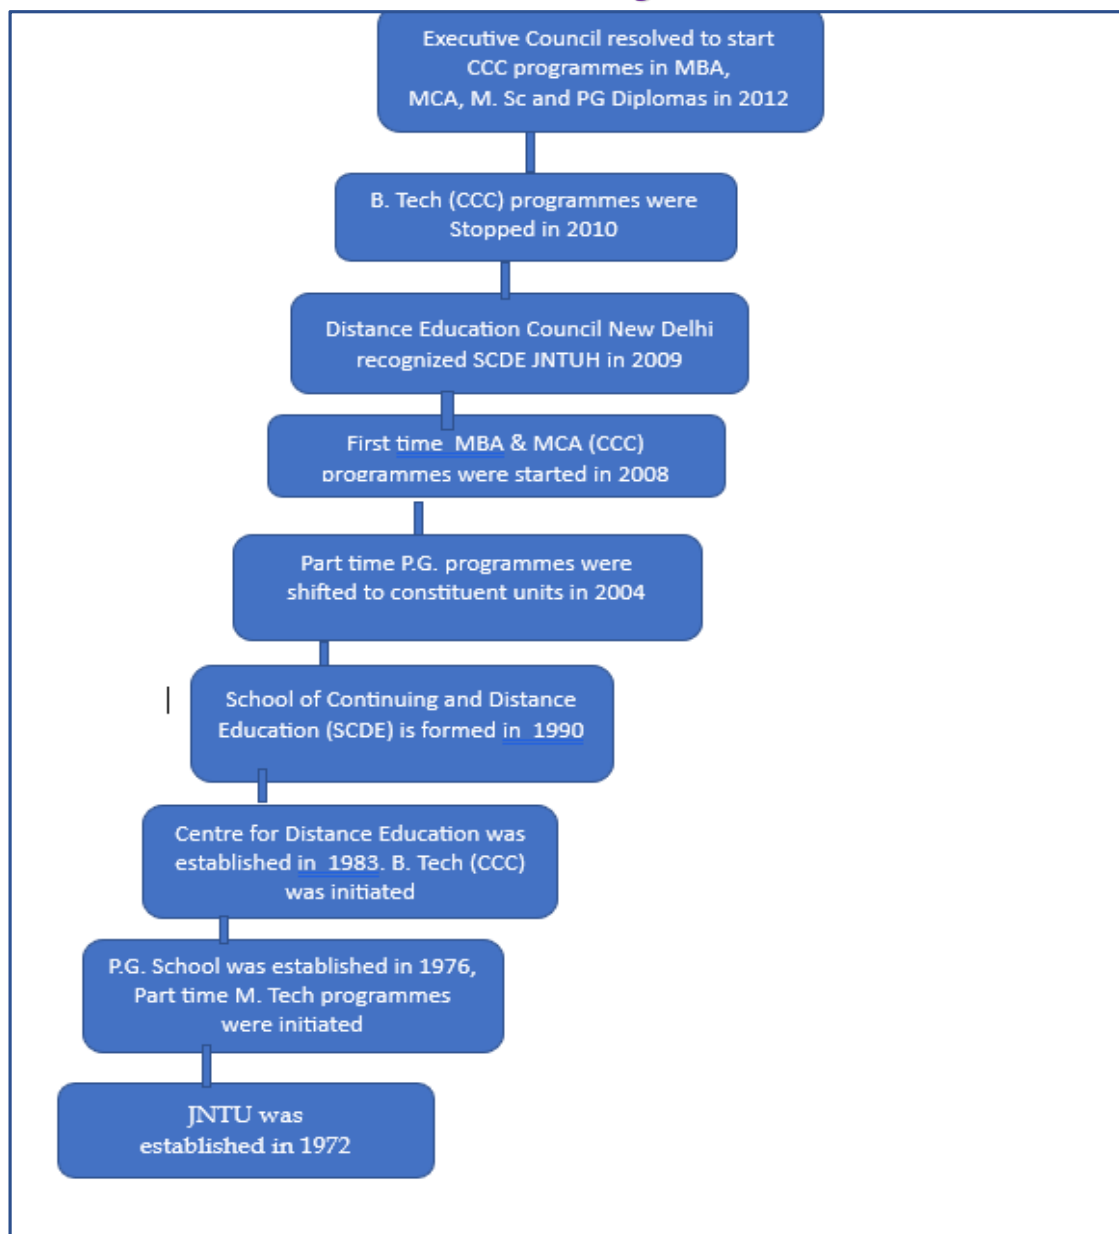 Executive Council resolved to start
CCC programmes in MBA,
MCA, M. Sc and PG Diplomas in 2012
B. Tech (CCC) programmes were
Stopped in 2010
Distance Education Council New Delhi
recognized SCDE JNTUH in 2009
First time MBA & MCA (CCC)
programmes were started in 2008
Part time P.G. programmes were
shifted to constituent units in 2004
School of Continuing and Distance
Education (SCDE) is formed in 1990
Centre for Distance Education was
established in 1983. B. Tech (CCC)
was initiated
P.G. School was established in 1976,
Part time M. Tech programmes
were initiated
JNTU was
established in 1972